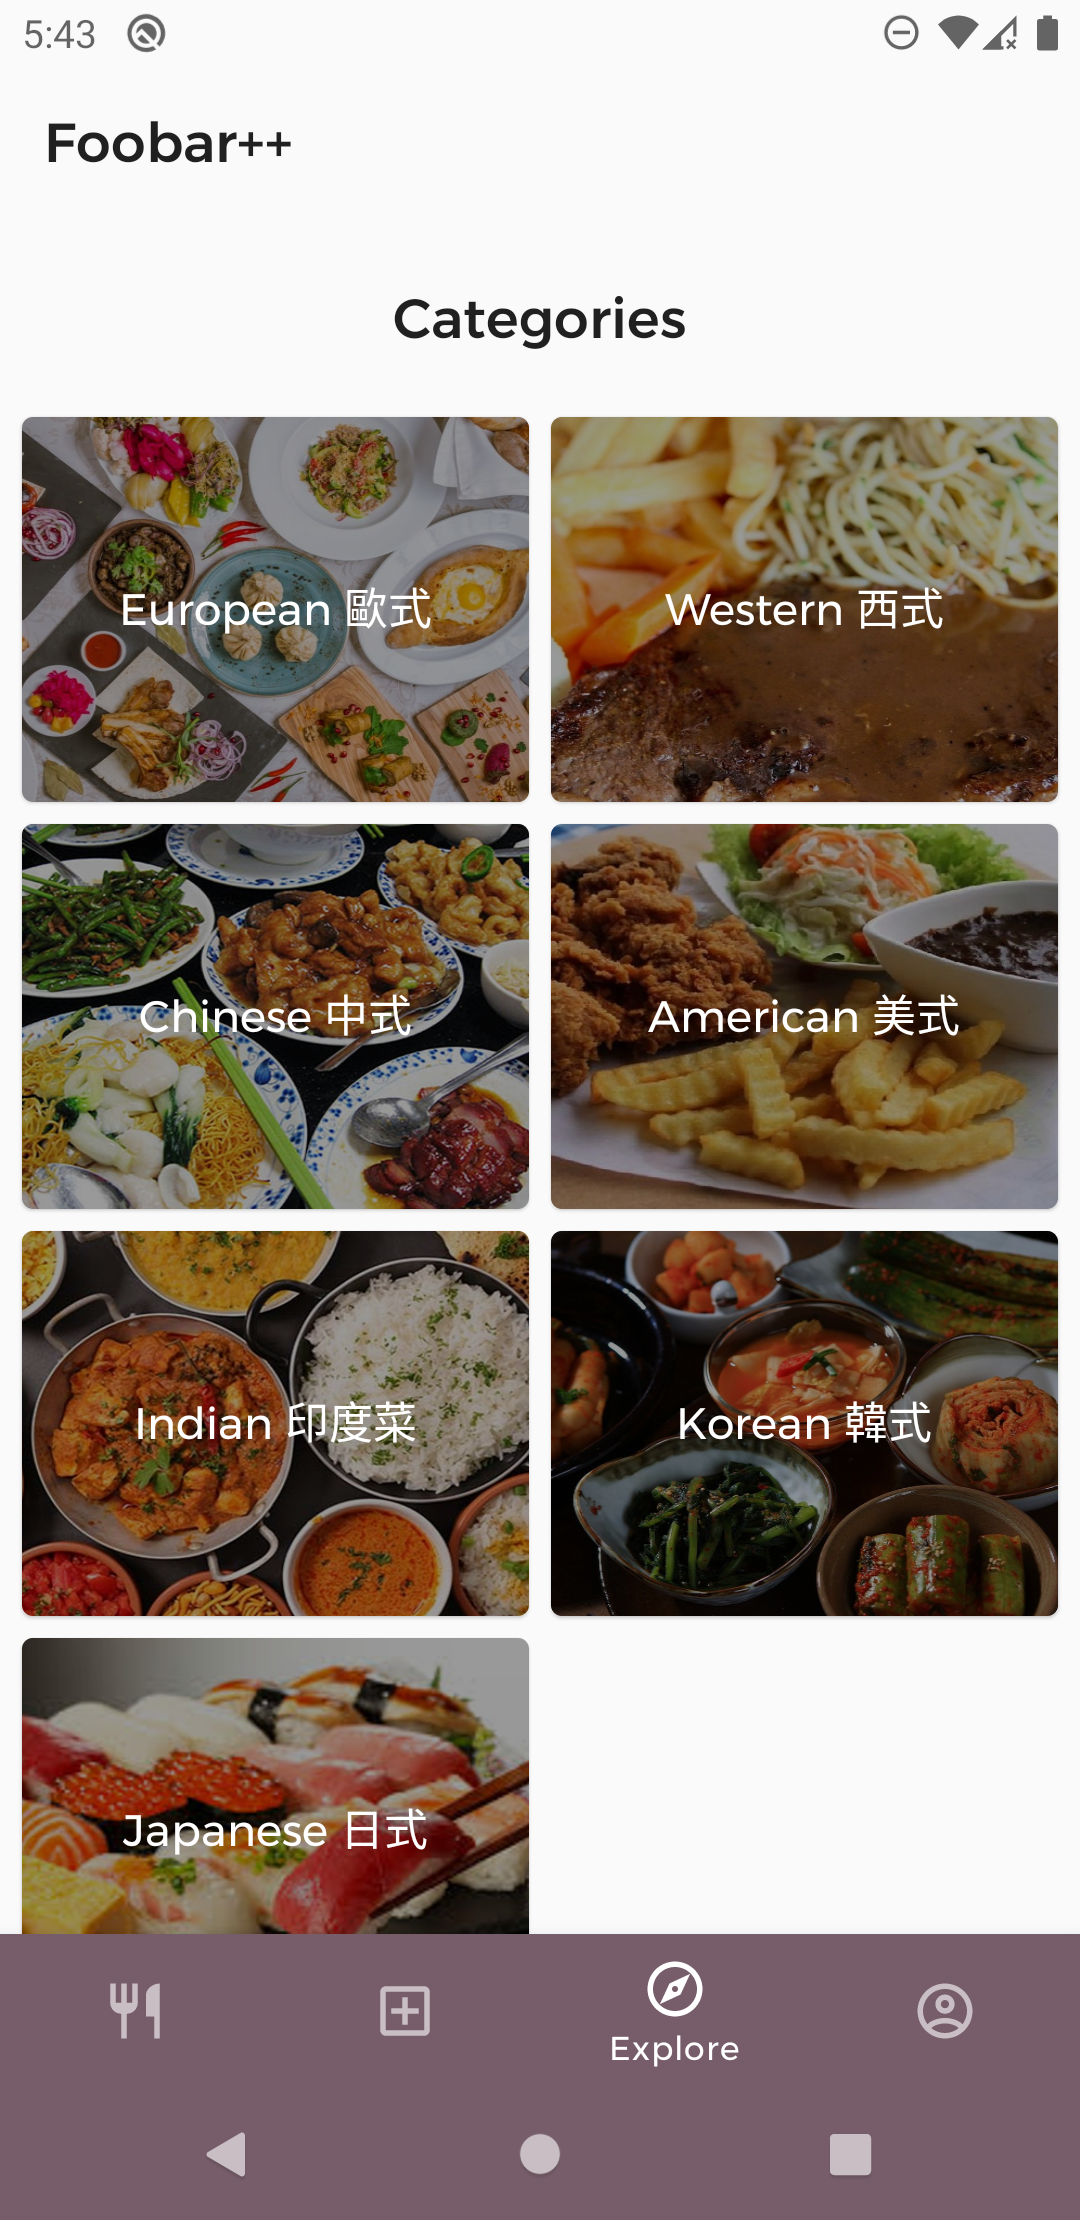 5:43
Foobar++
Categories
European 歐式
Western 西式
Chinese 中式
American 美式
Indian 印度菜
Korean 韓式
Japanese 日式
Explore